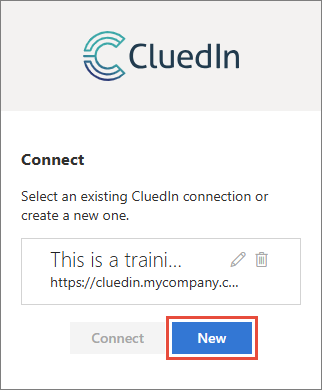 CluedIn
Connect
Select an existing CluedIn connection or
create a new one.
This is a traini...
https://cluedin.mycompany.c...
Connect
New